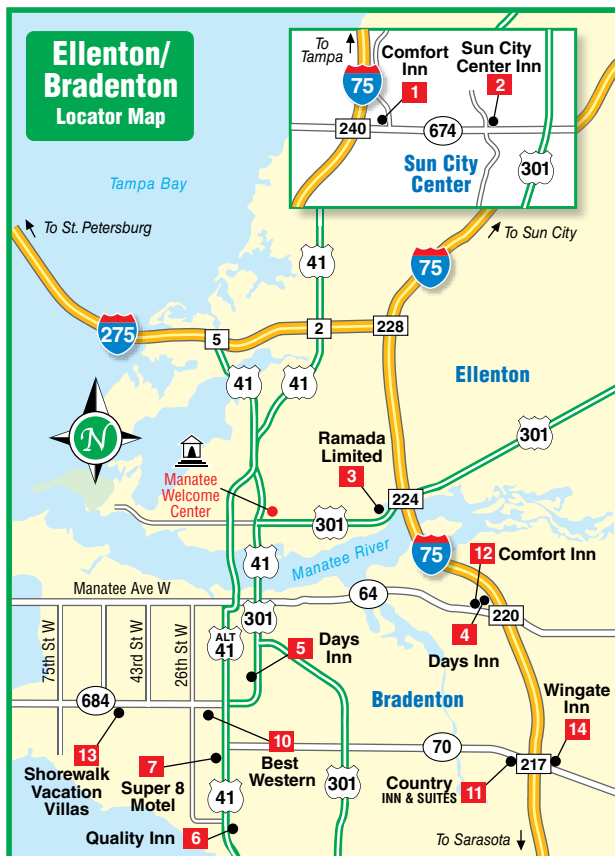 Ellenton/
Bradenton
Locator Map
To
Tampa
Comfort
Inn
1
Sun City
Center Inn
2
75
240
674
301
Sun City
Center
Tampa Bay
To St. Petersburg
To Sun City
41
75
275
5
2
228
41
41
Ellenton
N
301
Ramada
Limited
3
Manatee
Welcome
Center
224
301
41
Manatee River
75
12 Comfort Inn
Manatee Ave W
64
220
4
Days Inn
301
ALT
41
75th St W
43rd St W
26th St W
5
Days
Inn
Bradenton
Wingate
Inn
14
684
13
Shorewalk
Vacation
Villas
10
Best
Western
7
Super 8
Motel
70
217
Country
INN & SUITES
11
41
301
Quality Inn
6
To Sarasota